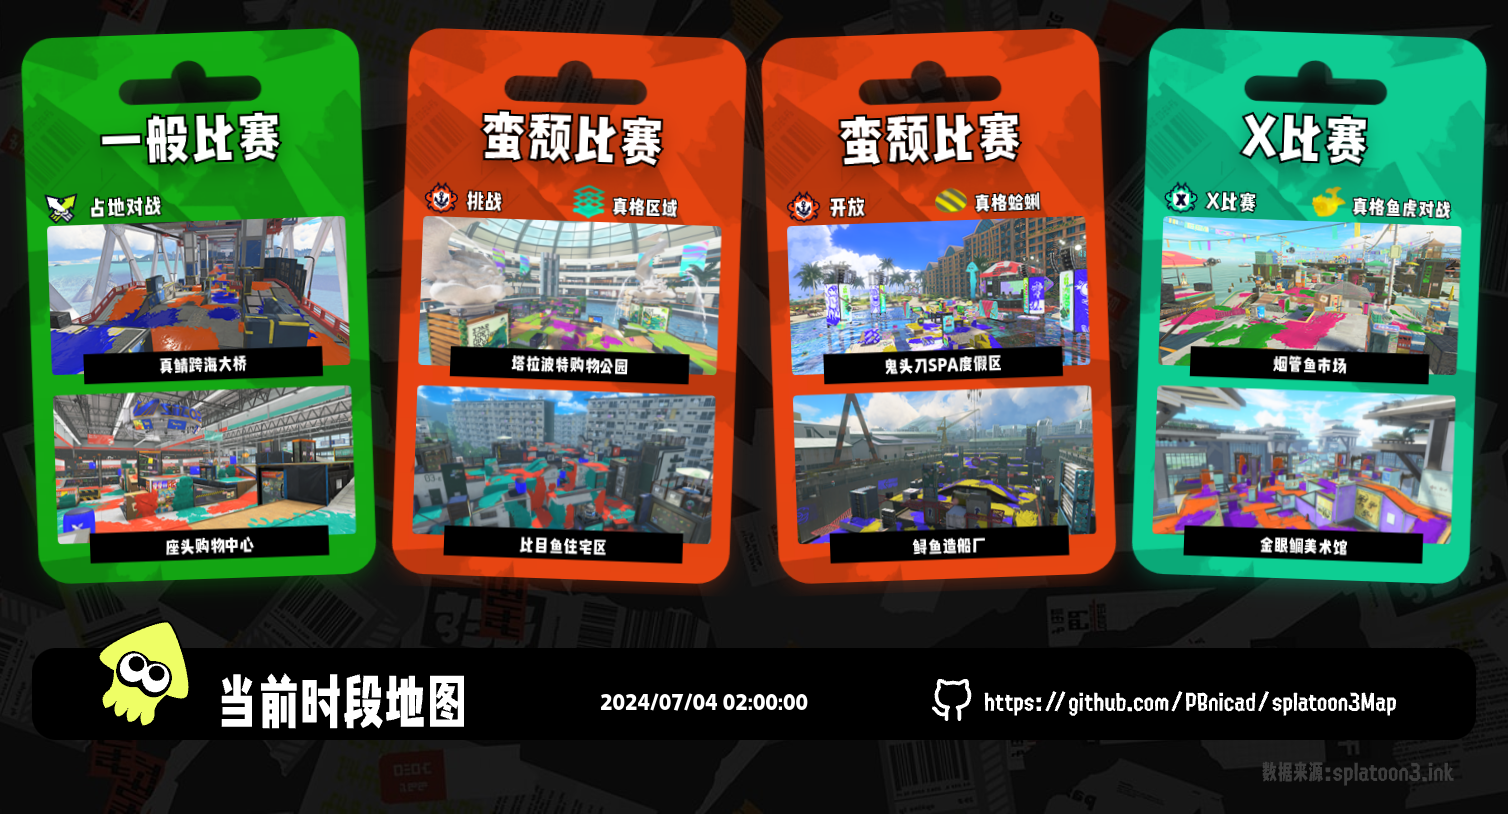 一般比赛
占地对战
真鲭跨海大桥
座头购物中心
蛮颓比赛
挑战
真格区域
塔拉波特购物公园
比目鱼住宅区
蛮颓比赛
开放
真格蛤蜊
鬼头刀SPA度假区
鲟鱼造船厂
X比赛
X比赛
真格鱼虎对战
烟管鱼市场
金眼鲷美术馆
当前时段地图
2024/07/04 02:00:00
https://github.com/PBnicad/splatoon3Map
数据来源:splatoon3.ink